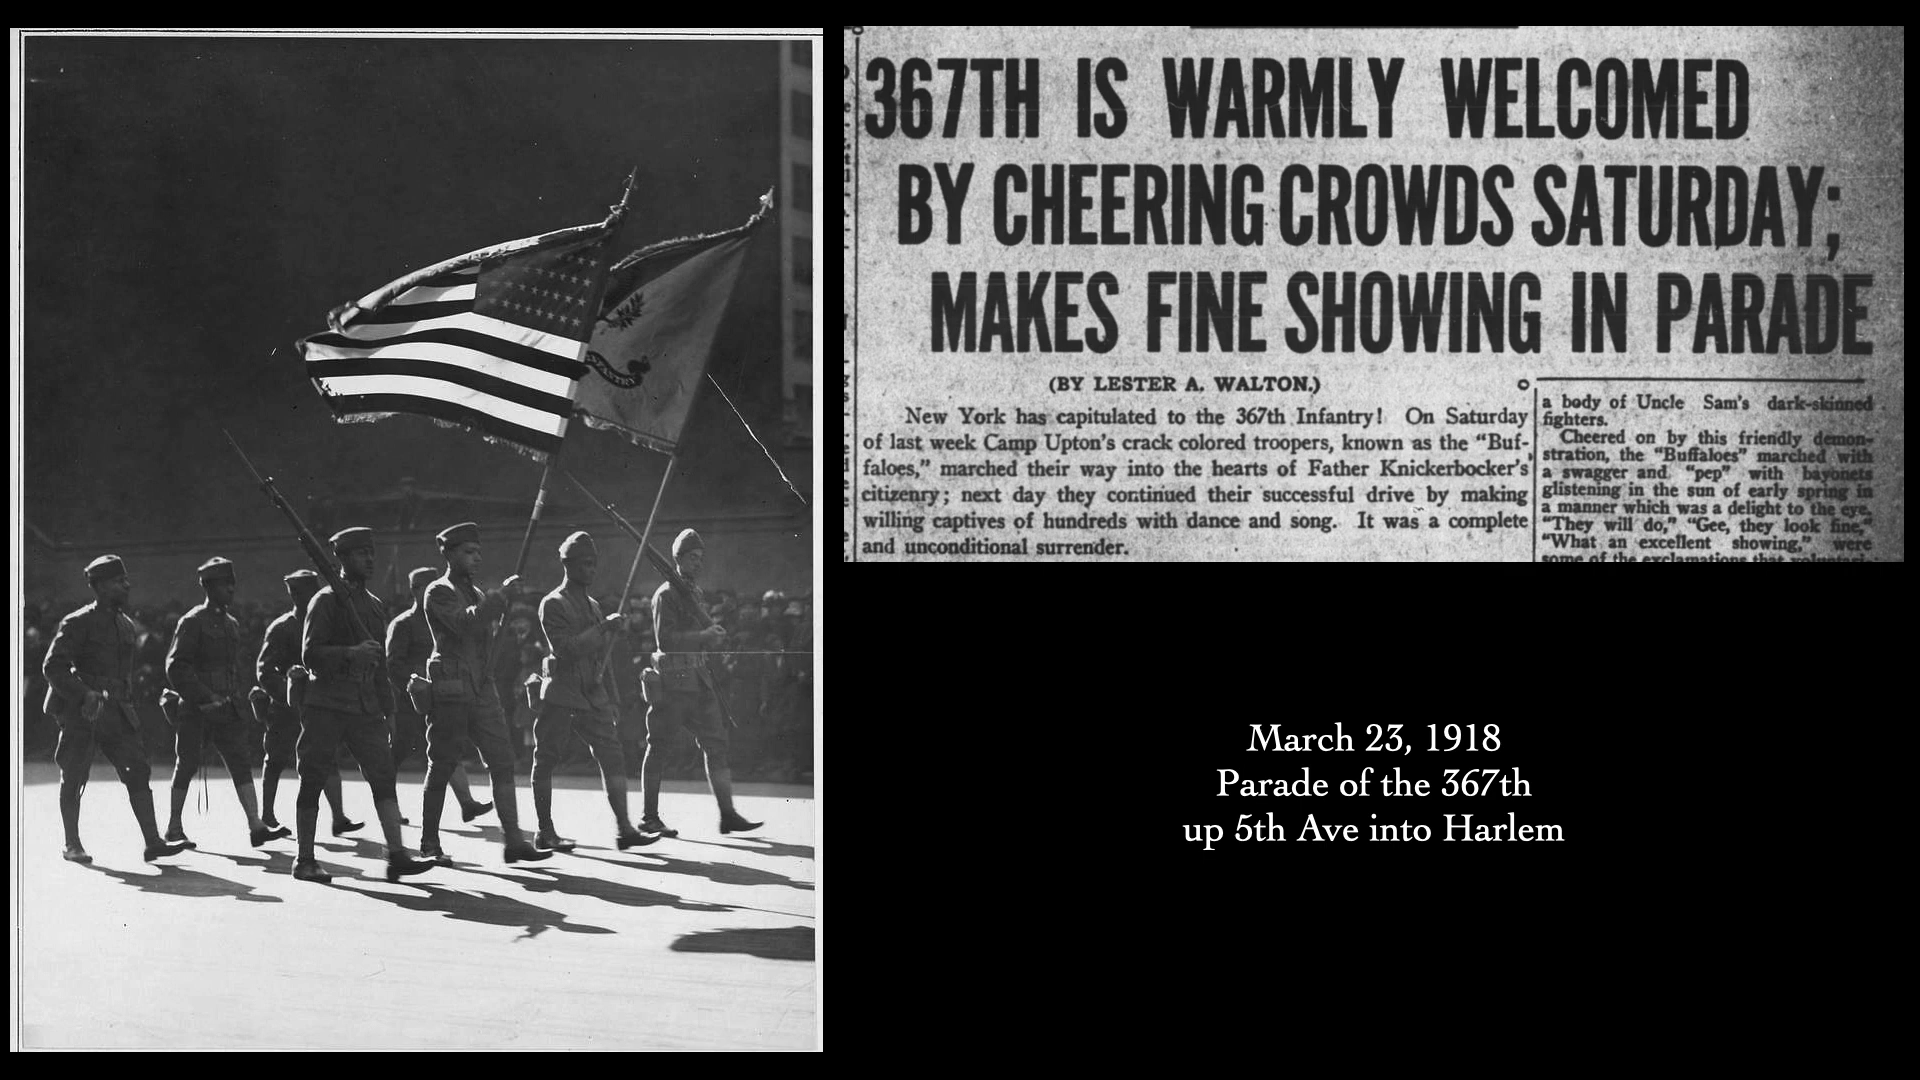 367TH IS WARMLY WELCOMED
BY CHEERING CROWDS SATURDAY;
MAKES FINE SHOWING IN PARADE
(BY LESTER A. WALTON.)
New York has capitulated to the 367th Infantry! On Saturday
of last week Camp Upton's crack colored troopers, known as the "Buf-
faloes," marched their way into the hearts of Father Knickerbocker's
citizenry; next day they continued their successful drive by making
willing captives of hundreds with dance and song. It was a complete
and unconditional surrender.
a body of Uncle Sam's dark-skinned
fighters.
Cheered on by this friendly demon-
stration, the "Buffaloes" marched with
a swagger and "pep" with bayonets
glistening in the sun of early spring in
a manner which was a delight to the eye.
"They will do," "Gee, they look fine,"
"What an excellent showing," were
some of the exclamations that
March 23, 1918
Parade of the 367th
up 5th Ave into Harlem